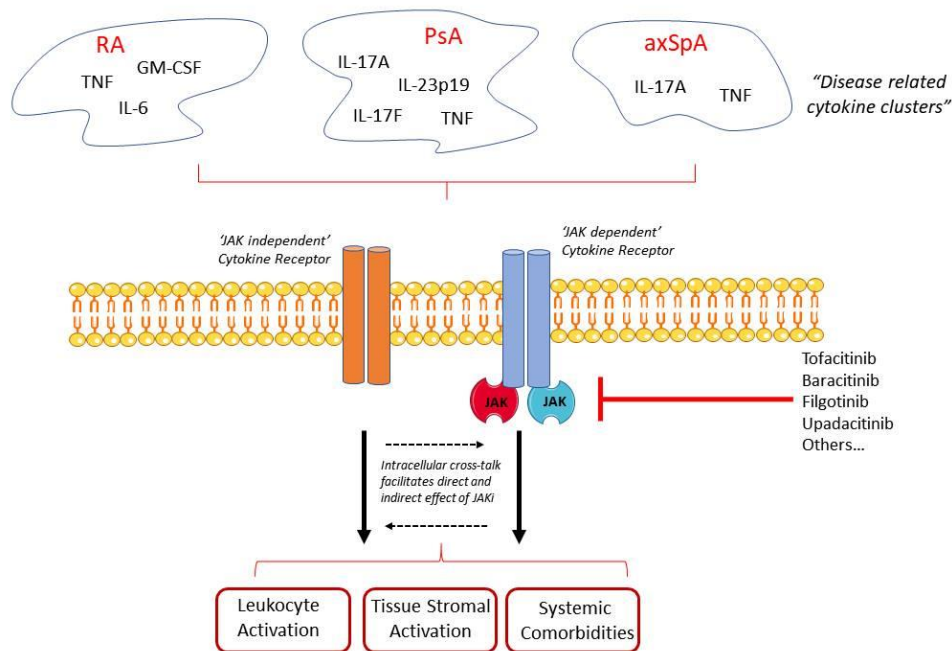 RA
TNF
GM-CSF
IL-6
PsA
IL-17A
IL-23p19
IL-17F
TNF
axSpA
IL-17A
TNF
“Disease related
cytokine clusters”
‘JAK independent’
Cytokine Receptor
‘JAK dependent’
Cytokine Receptor
JAK
JAK
Tofacitinib
Baracitinib
Filgotinib
Upadacitinib
Others...
Intracellular cross-talk
facilitates direct and
indirect effect of JAKi
Leukocyte
Activation
Tissue Stromal
Activation
Systemic
Comorbidities